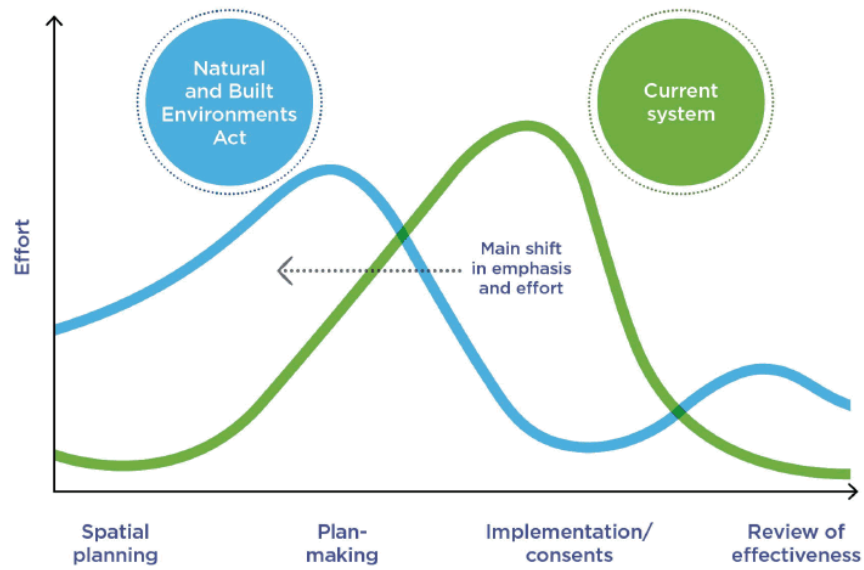 Natural
and Built
Environments
Act
Current
system
Effort
Main shift
in emphasis
and effort
Spatial
planning
Plan-
making
Implementation/
consents
Review of
effectiveness